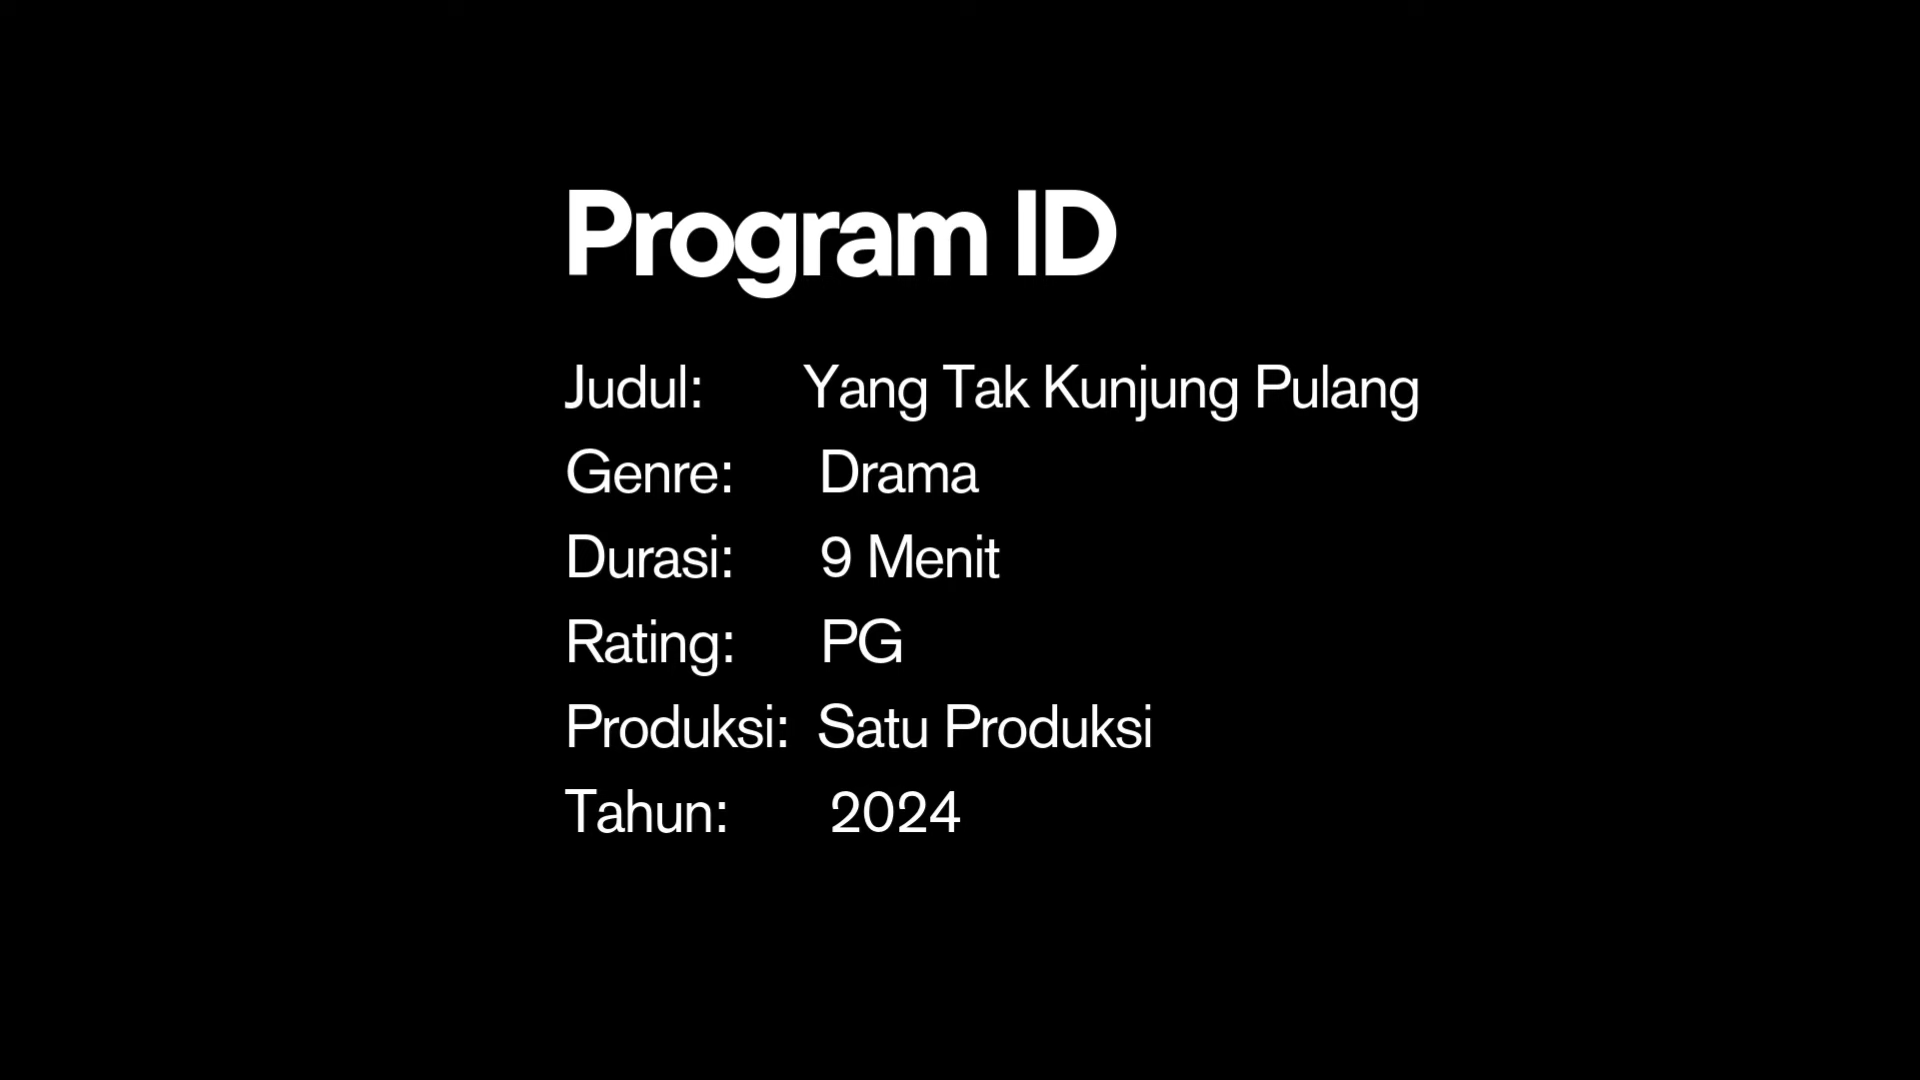 Program ID
Judul: Yang Tak Kunjung Pulang
Genre: Drama
Durasi: 9 Menit
Rating: PG
Produksi: Satu Produksi
Tahun: 2024